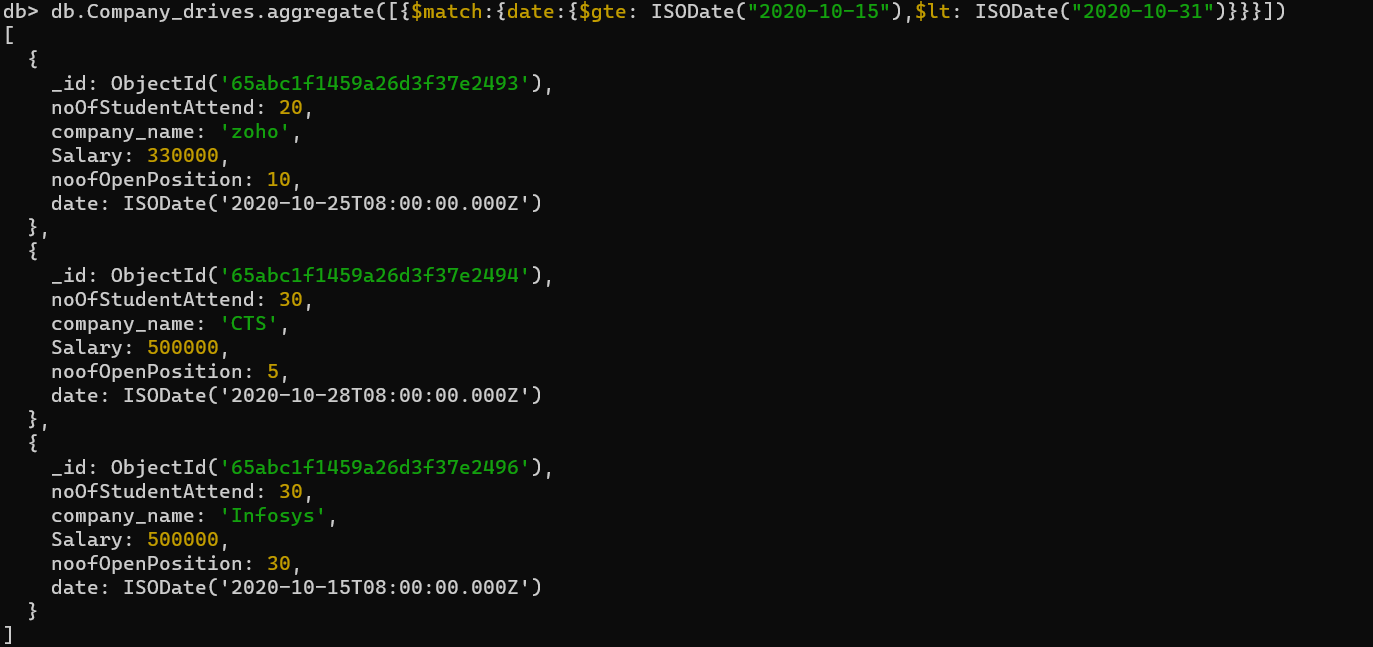 db> db.Company_drives.aggregate([{$match:{date:{$gte: ISODate("2020-10-15"),$lt: ISODate("2020-10-31")}}}])
[
  {
    _id: ObjectId('65abc1f1459a26d3f37e2493'),
    noOfStudentAttend: 20,
    company_name: 'zoho',
    Salary: 330000,
    noofOpenPosition: 10,
    date: ISODate('2020-10-25T08:00:00.000Z')
  },
  {
    _id: ObjectId('65abc1f1459a26d3f37e2494'),
    noOfStudentAttend: 30,
    company_name: 'CTS',
    Salary: 500000,
    noofOpenPosition: 5,
    date: ISODate('2020-10-28T08:00:00.000Z')
  },
  {
    _id: ObjectId('65abc1f1459a26d3f37e2496'),
    noOfStudentAttend: 30,
    company_name: 'Infosys',
    Salary: 500000,
    noofOpenPosition: 30,
    date: ISODate('2020-10-15T08:00:00.000Z')
  }
]